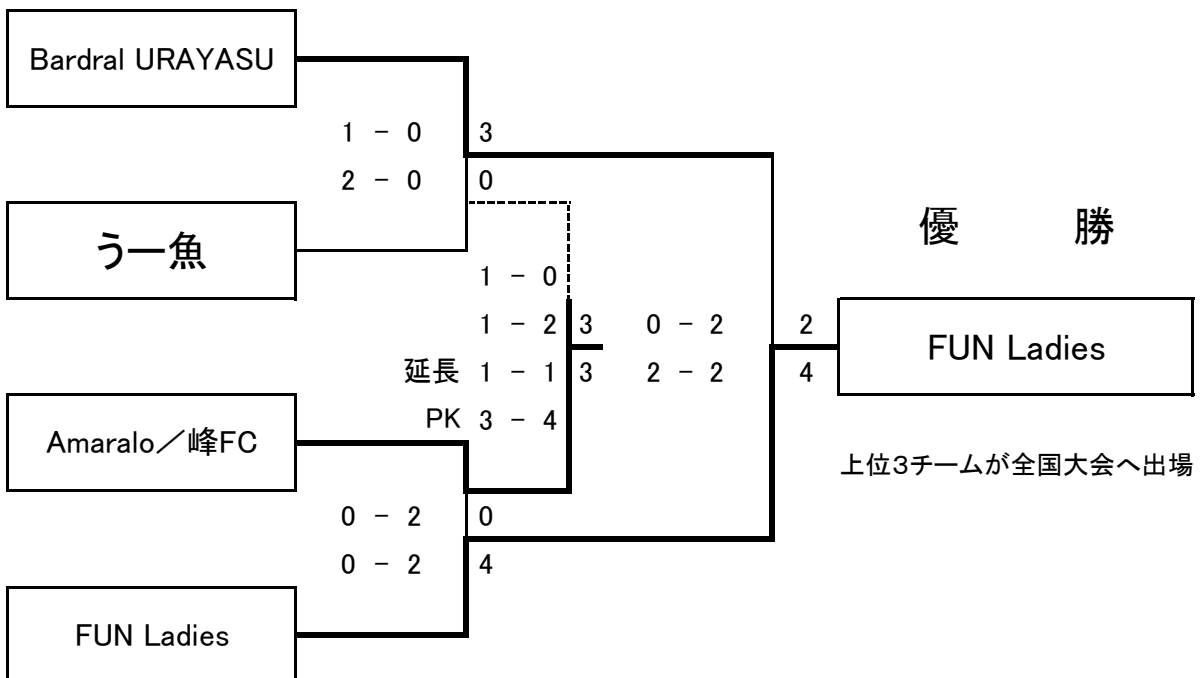 Bardral URAYASU
1 - 0 3
2 - 0 0
優 勝
うー魚
1 - 0
1 - 2 3 0 - 2 2
FUN Ladies
延長 1 - 1 3 2 - 2 4
PK 3 - 4
Amaralo／峰FC
上位3チームが全国大会へ出場
0 - 2 0
0 - 2 4
FUN Ladies